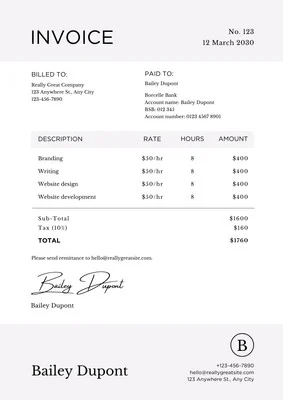 INVOICE
No. 123
12 March 2030
BILLED TO:
Really Great Company
123 Anywhere St., Any City
123-456-7890
PAID TO:
Bailey Dupont
Borcelle Bank
Account name: Bailey Dupont
BSB: 012 345
Account number: 0123 4567 8901
DESCRIPTION RATE HOURS AMOUNT
Branding $50/hr 8 $400
Writing $50/hr 8 $400
Website design $50/hr 8 $400
Website development $50/hr 8 $400
Sub-Total $1600
Tax (10%) $160
TOTAL $1760
Please send remittance to hello@reallygreatsite.com.
Bailey Dupont
Bailey Dupont
B
Bailey Dupont
+123-456-7890
hello@reallygreatsite.com
123 Anywhere St., Any City